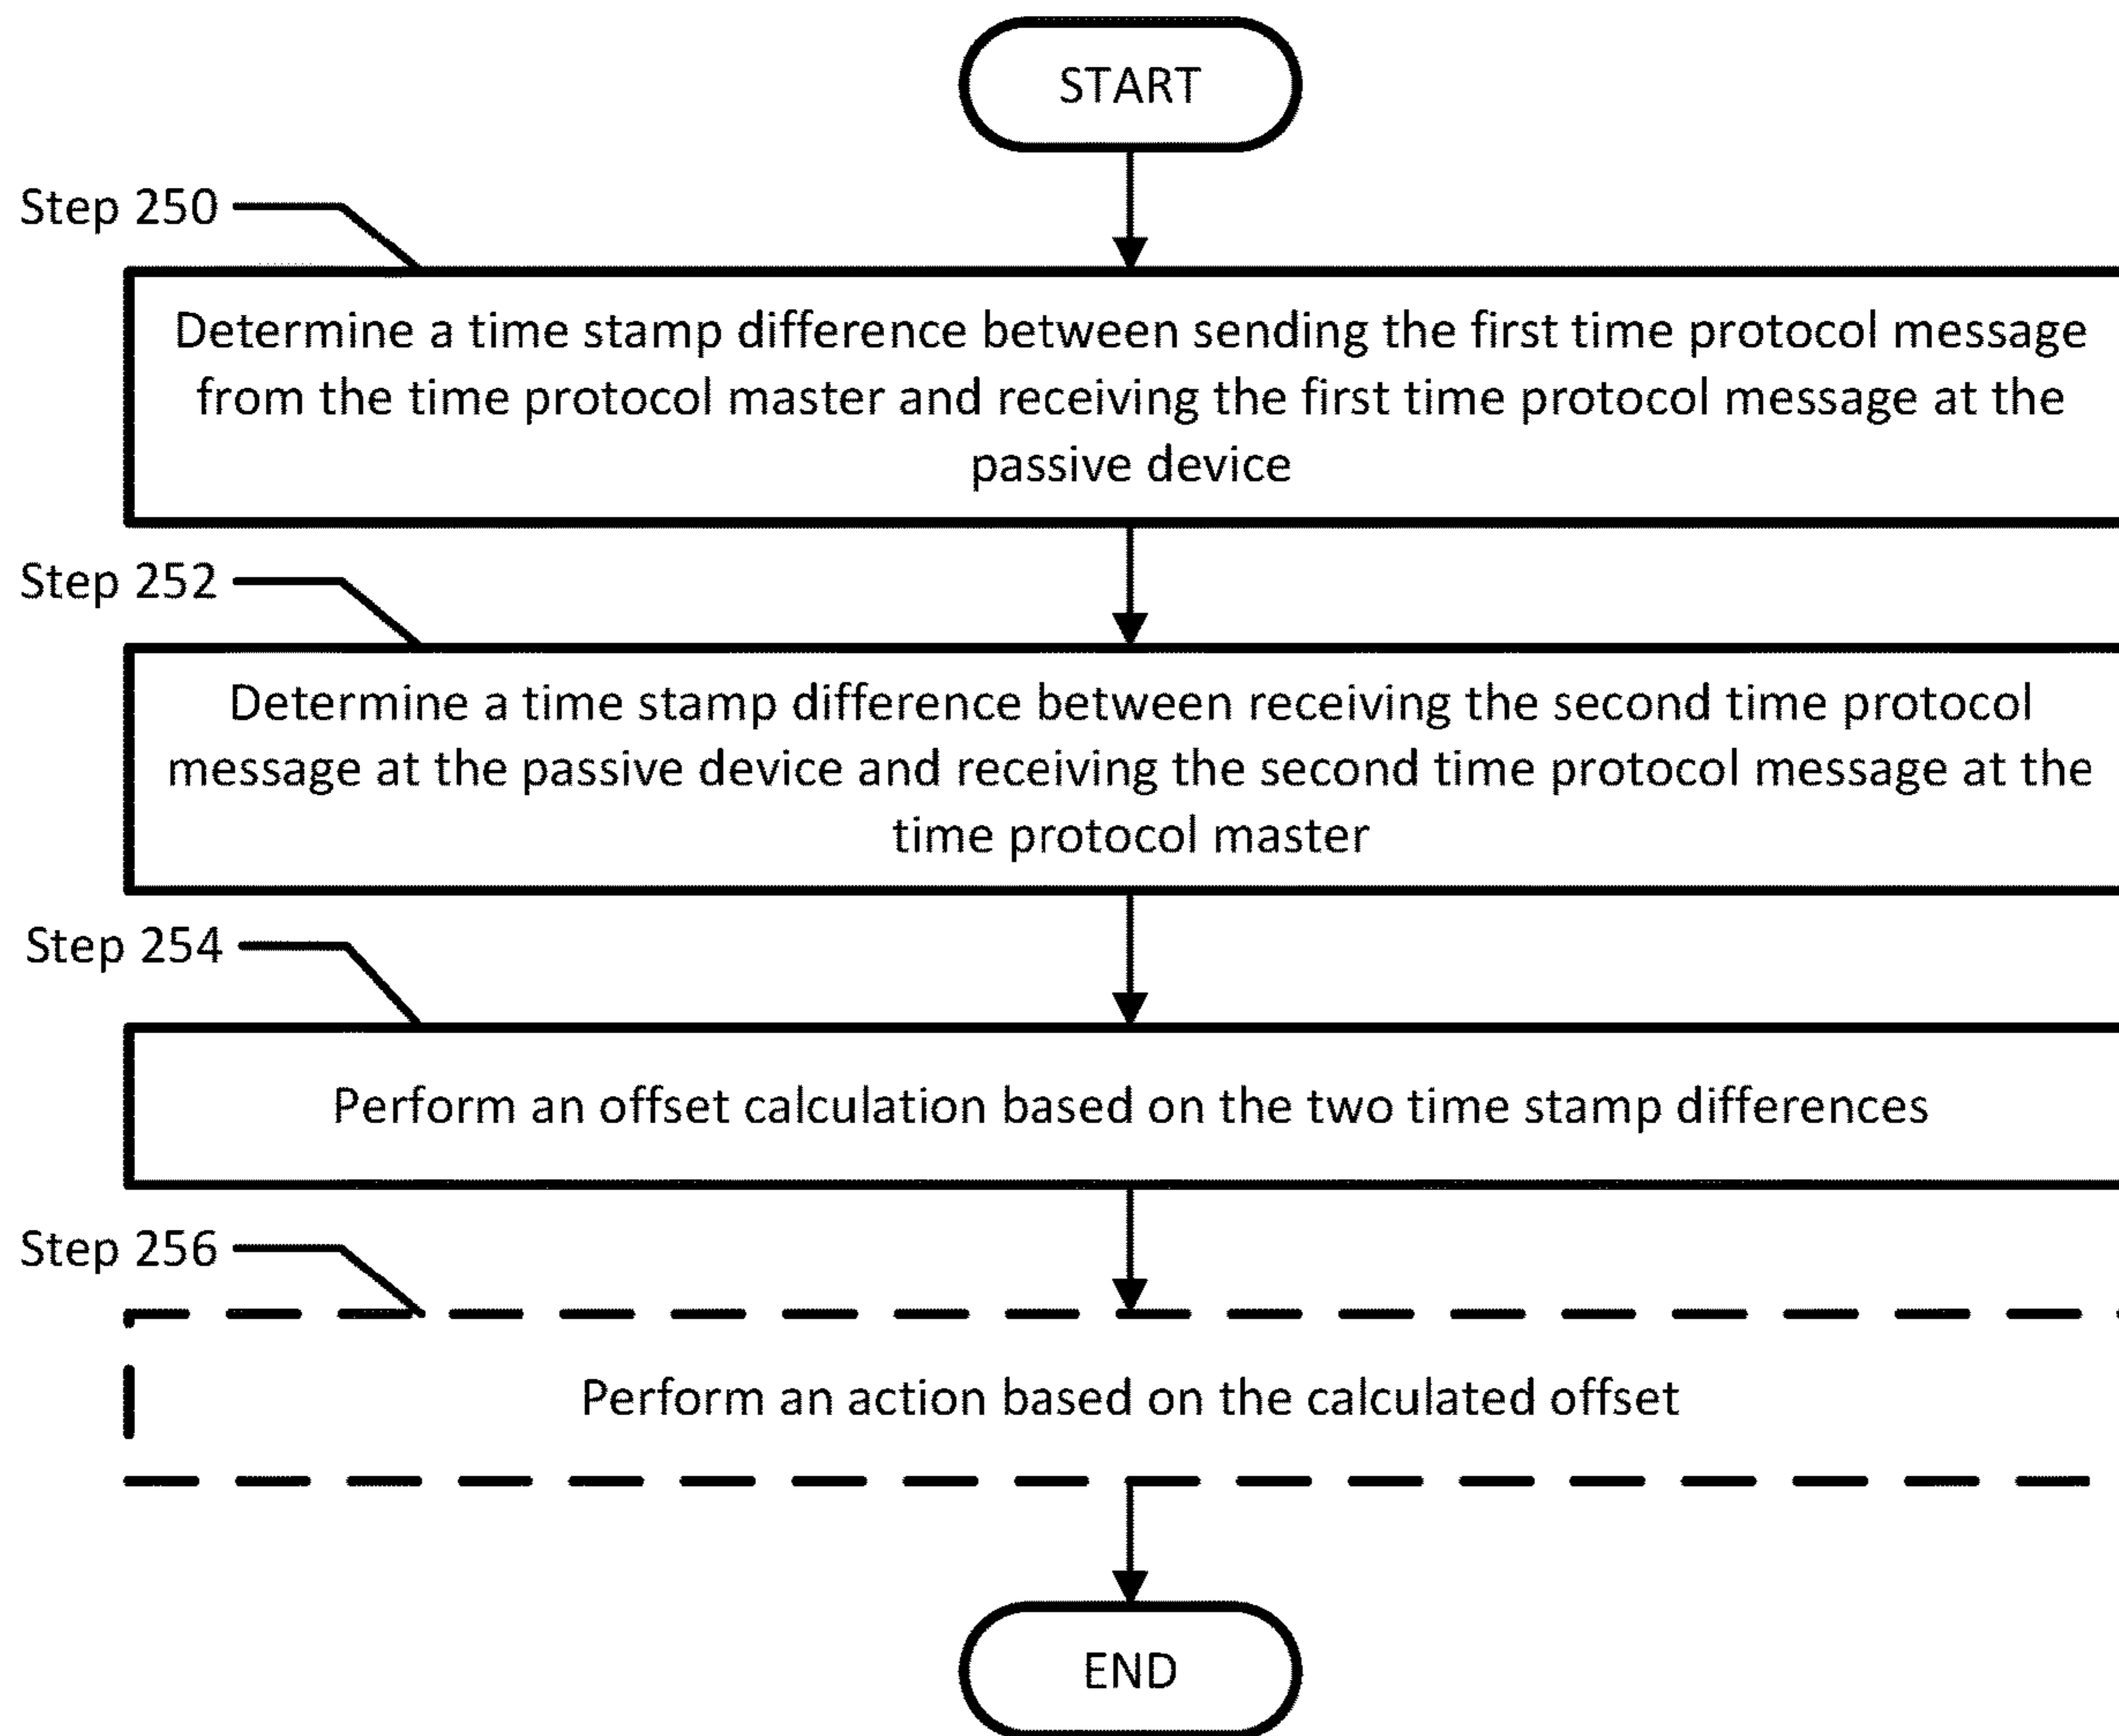 START
Step 250
Determine a time stamp difference between sending the first time protocol message
from the time protocol master and receiving the first time protocol message at the
passive device
Step 252
Determine a time stamp difference between receiving the second time protocol
message at the passive device and receiving the second time protocol message at the
time protocol master
Step 254
Perform an offset calculation based on the two time stamp differences
Step 256
Perform an action based on the calculated offset
END